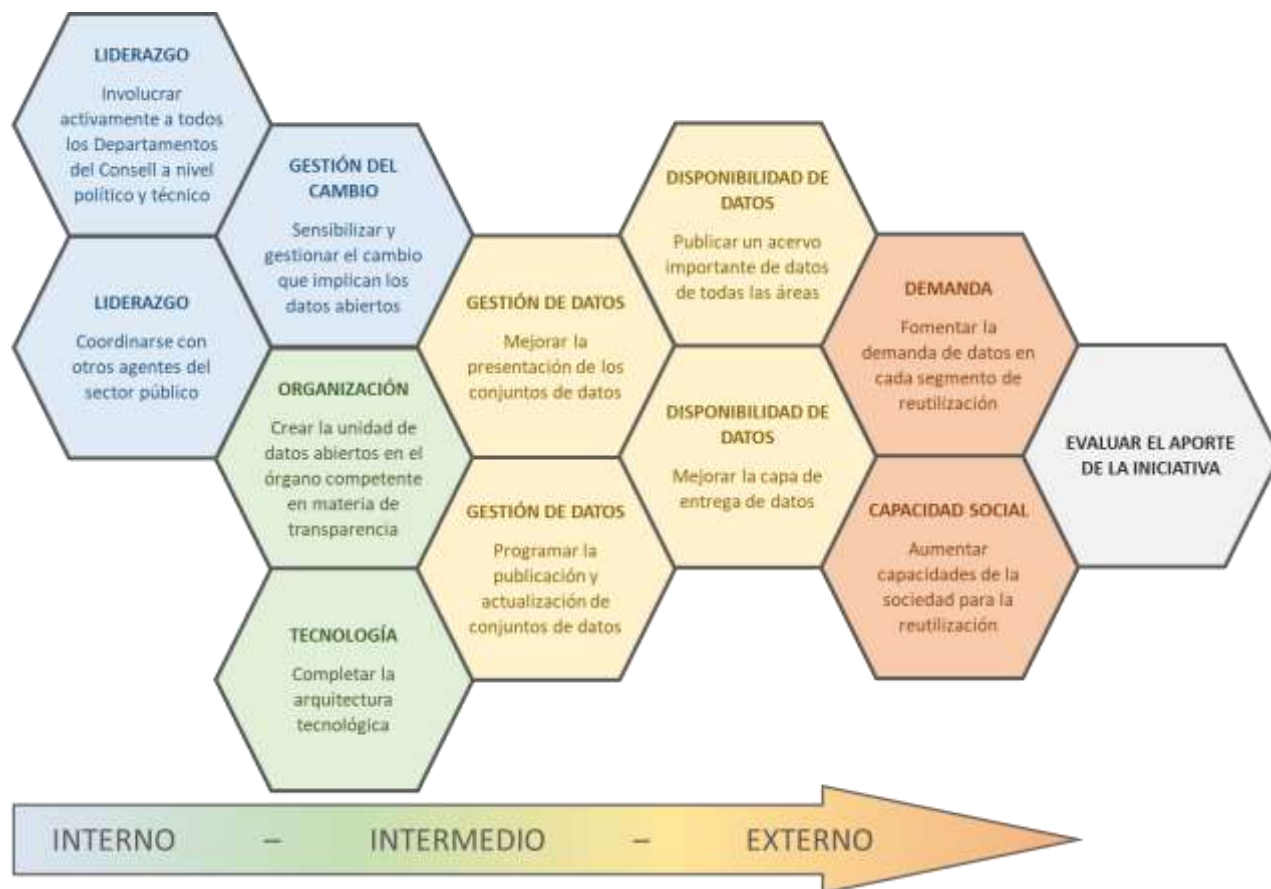 LIDERAZGO
Involucrar
activamente a todos
los Departamentos
del Consell a nivel
político y técnico
LIDERAZGO
Coordinarse con
otros agentes del
sector público
GESTIÓN DEL
CAMBIO
Sensibilizar y
gestionar el cambio
que implican los
datos abiertos
ORGANIZACIÓN
Crear la unidad de
datos abiertos en el
órgano competente
en materia de
transparencia
TECNOLOGÍA
Completar la
arquitectura
tecnológica
GESTIÓN DE DATOS
Mejorar la
presentación de los
conjuntos de datos
GESTIÓN DE DATOS
Programar la
publicación y
actualización de
conjuntos de datos
DISPONIBILIDAD DE
DATOS
Publicar un acervo
importante de datos
de todas las áreas
DISPONIBILIDAD DE
DATOS
Mejorar la capa de
entrega de datos
DEMANDA
Fomentar la
demanda de datos en
cada segmento de
reutilización
CAPACIDAD SOCIAL
Aumentar
capacidades de la
sociedad para la
reutilización
EVALUAR EL APORTE
DE LA INICIATIVA
INTERNO – INTERMEDIO – EXTERNO